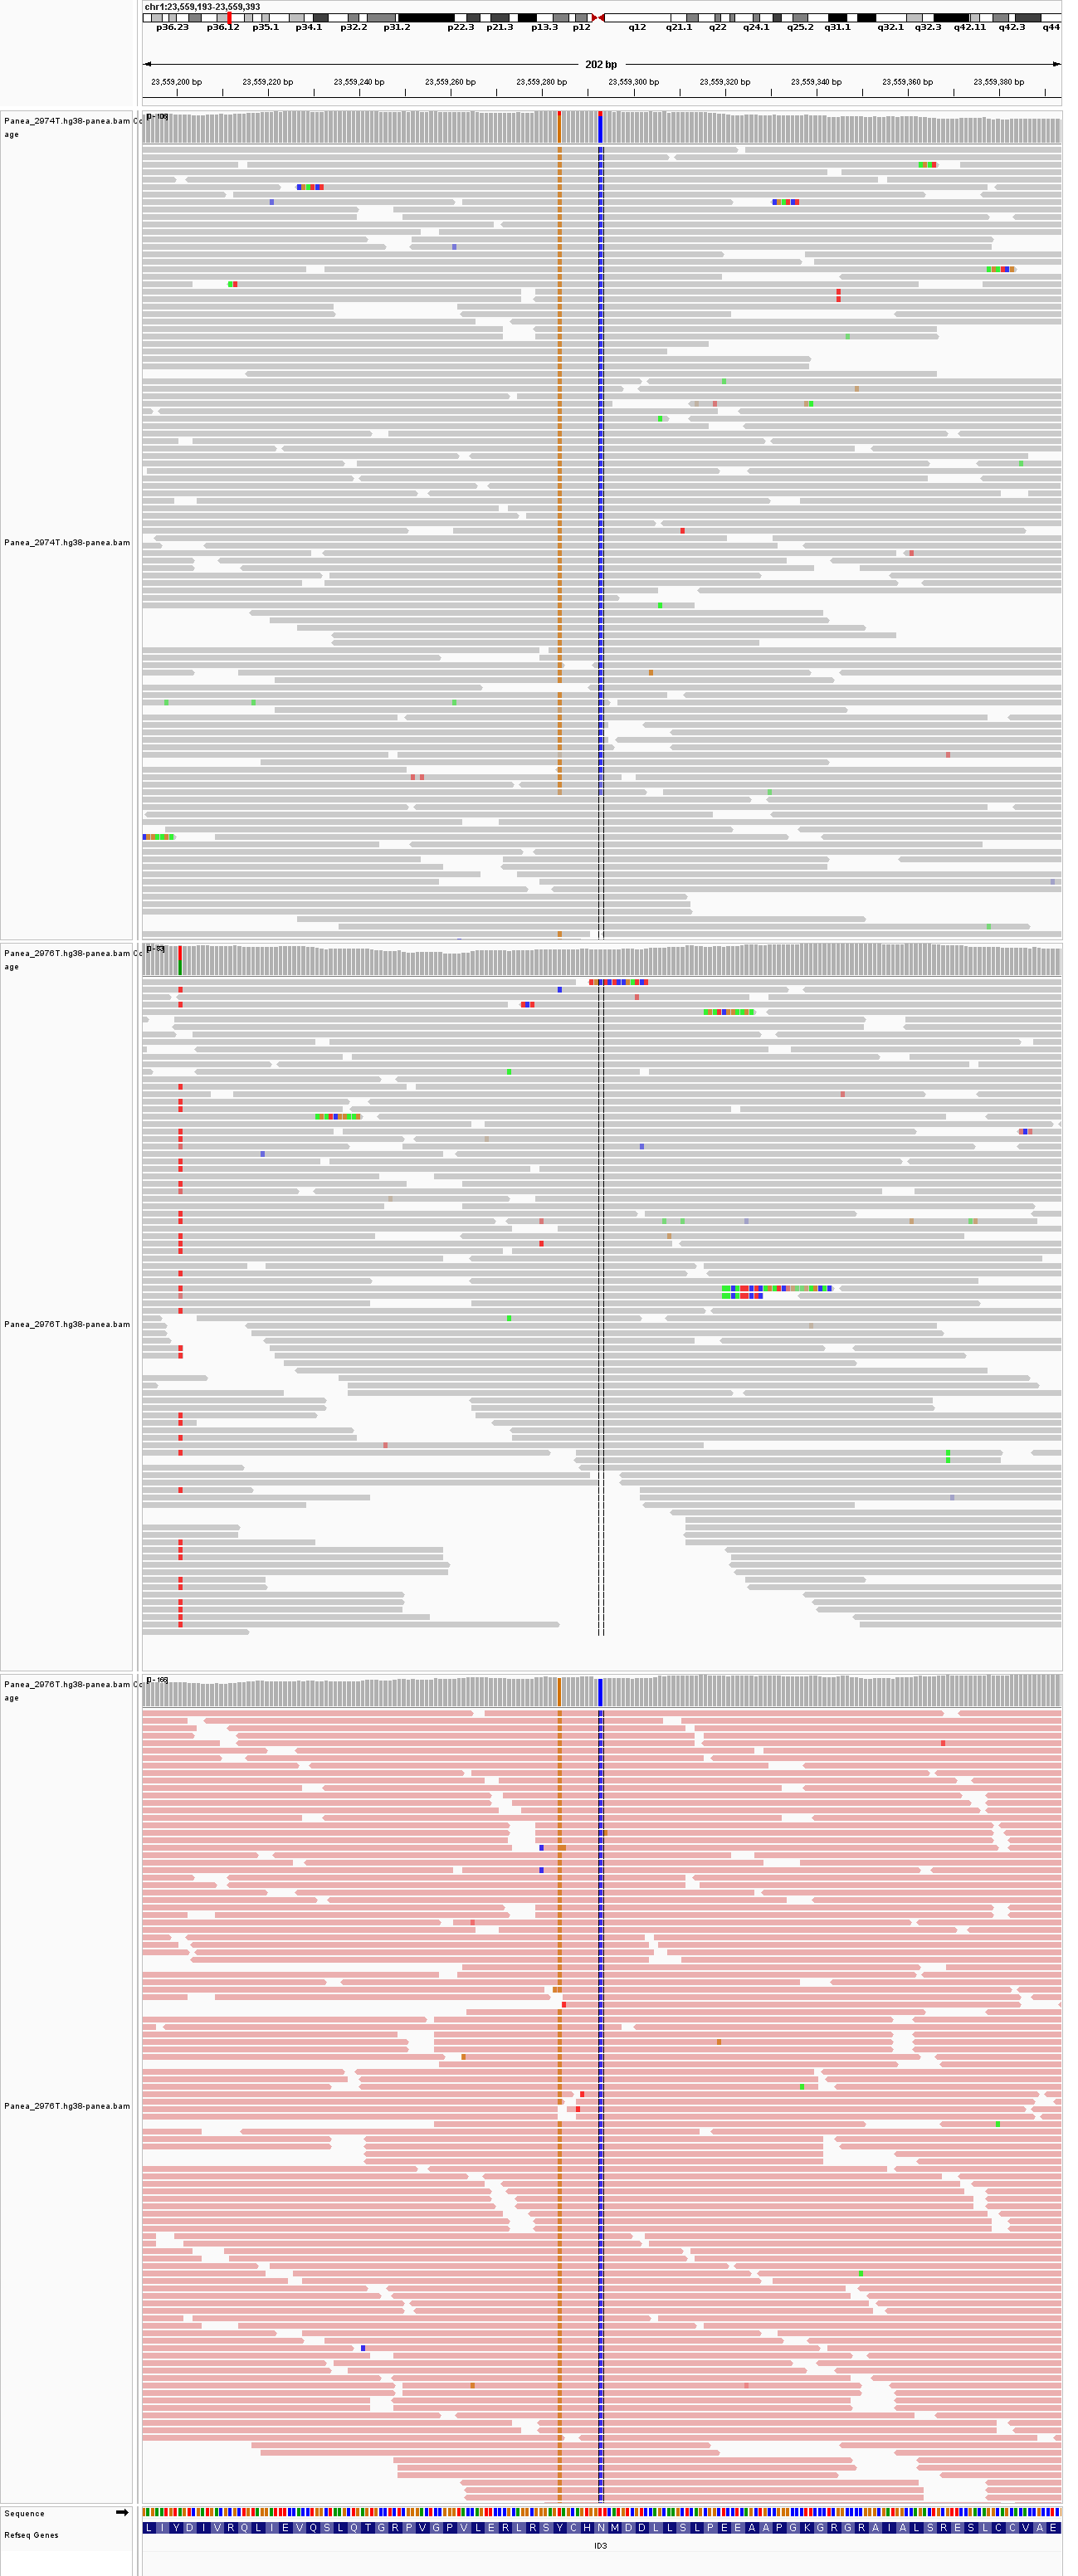 chr1:23,559,193-23,559,393
p36.23 p36.12 p35.1 p34.1 p32.2 p31.2 p22.3 p21.3 p13.3 p12 q12 q21.1 q22 q24.1 q25.2 q31.1 q32.1 q32.3 q42.11 q42.3 q44
202 bp
23,559,200 bp 23,559,220 bp 23,559,240 bp 23,559,260 bp 23,559,280 bp 23,559,300 bp 23,559,320 bp 23,559,340 bp 23,559,360 bp 23,559,380 bp
Panea_2974T.hg38-panea.bam Co
age
Panea_2974T.hg38-panea.bam
Panea_2976T.hg38-panea.bam Co
age
Panea_2976T.hg38-panea.bam
Panea_2976T.hg38-panea.bam Co
age
Panea_2976T.hg38-panea.bam
Sequence
Refseq Genes
L I Y D I V R Q L I E V Q S L Q T G R P V G P V L E R L R S Y C H N M D D L L S L P E E A A P G K G R G R A I A L S R E S L C C V A E
ID3